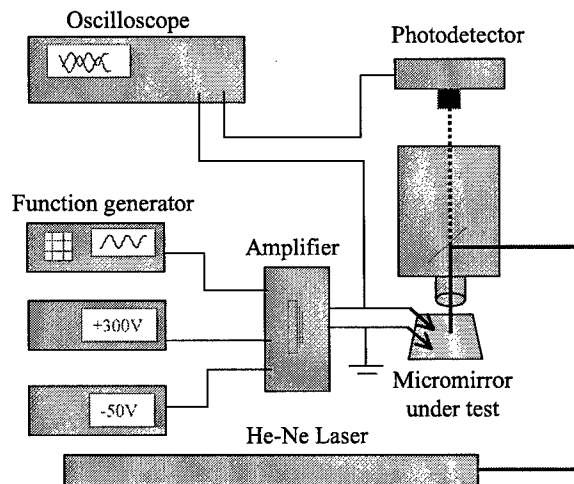 Oscilloscope
Photodetector
Function generator
Amplifier
+300V
-50V
Micromirror
under test
He-Ne Laser